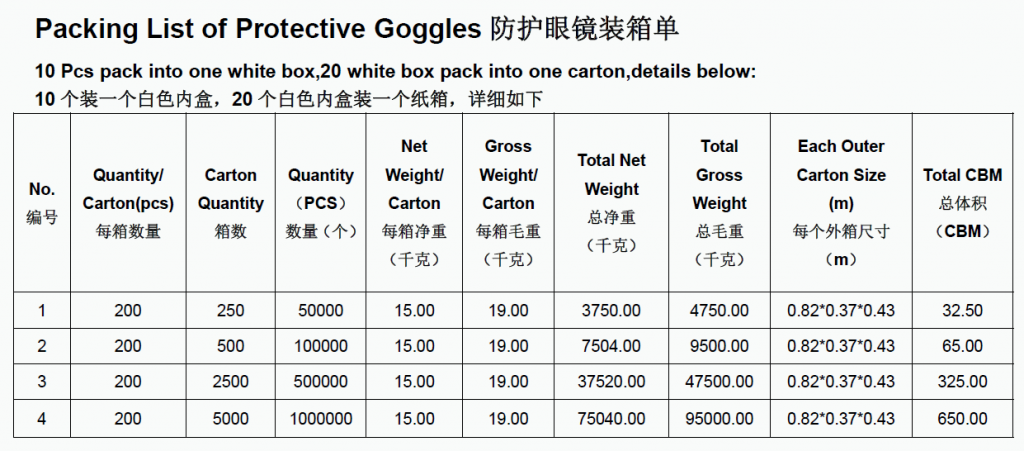 Packing List of Protective Goggles 防护眼镜装箱单
10 Pcs pack into one white box,20 white box pack into one carton,details below:
10 个装一个白色内盒，20 个白色内盒装一个纸箱，详细如下
No.
编号
Quantity/
Carton(pcs)
每箱数量
Carton
Quantity
箱数
Quantity
（PCS）
数量（个）
Net
Weight/
Carton
每箱净重
（千克）
Gross
Weight/
Carton
每箱毛重
（千克）
Total Net
Weight
总净重
（千克）
Total
Gross
Weight
总毛重
（千克）
Each Outer
Carton Size
(m)
每个外箱尺寸
（m）
Total CBM
总体积
（CBM）
1 200 250 50000 15.00 19.00 3750.00 4750.00 0.82*0.37*0.43 32.50
2 200 500 100000 15.00 19.00 7504.00 9500.00 0.82*0.37*0.43 65.00
3 200 2500 500000 15.00 19.00 37520.00 47500.00 0.82*0.37*0.43 325.00
4 200 5000 1000000 15.00 19.00 75040.00 95000.00 0.82*0.37*0.43 650.00